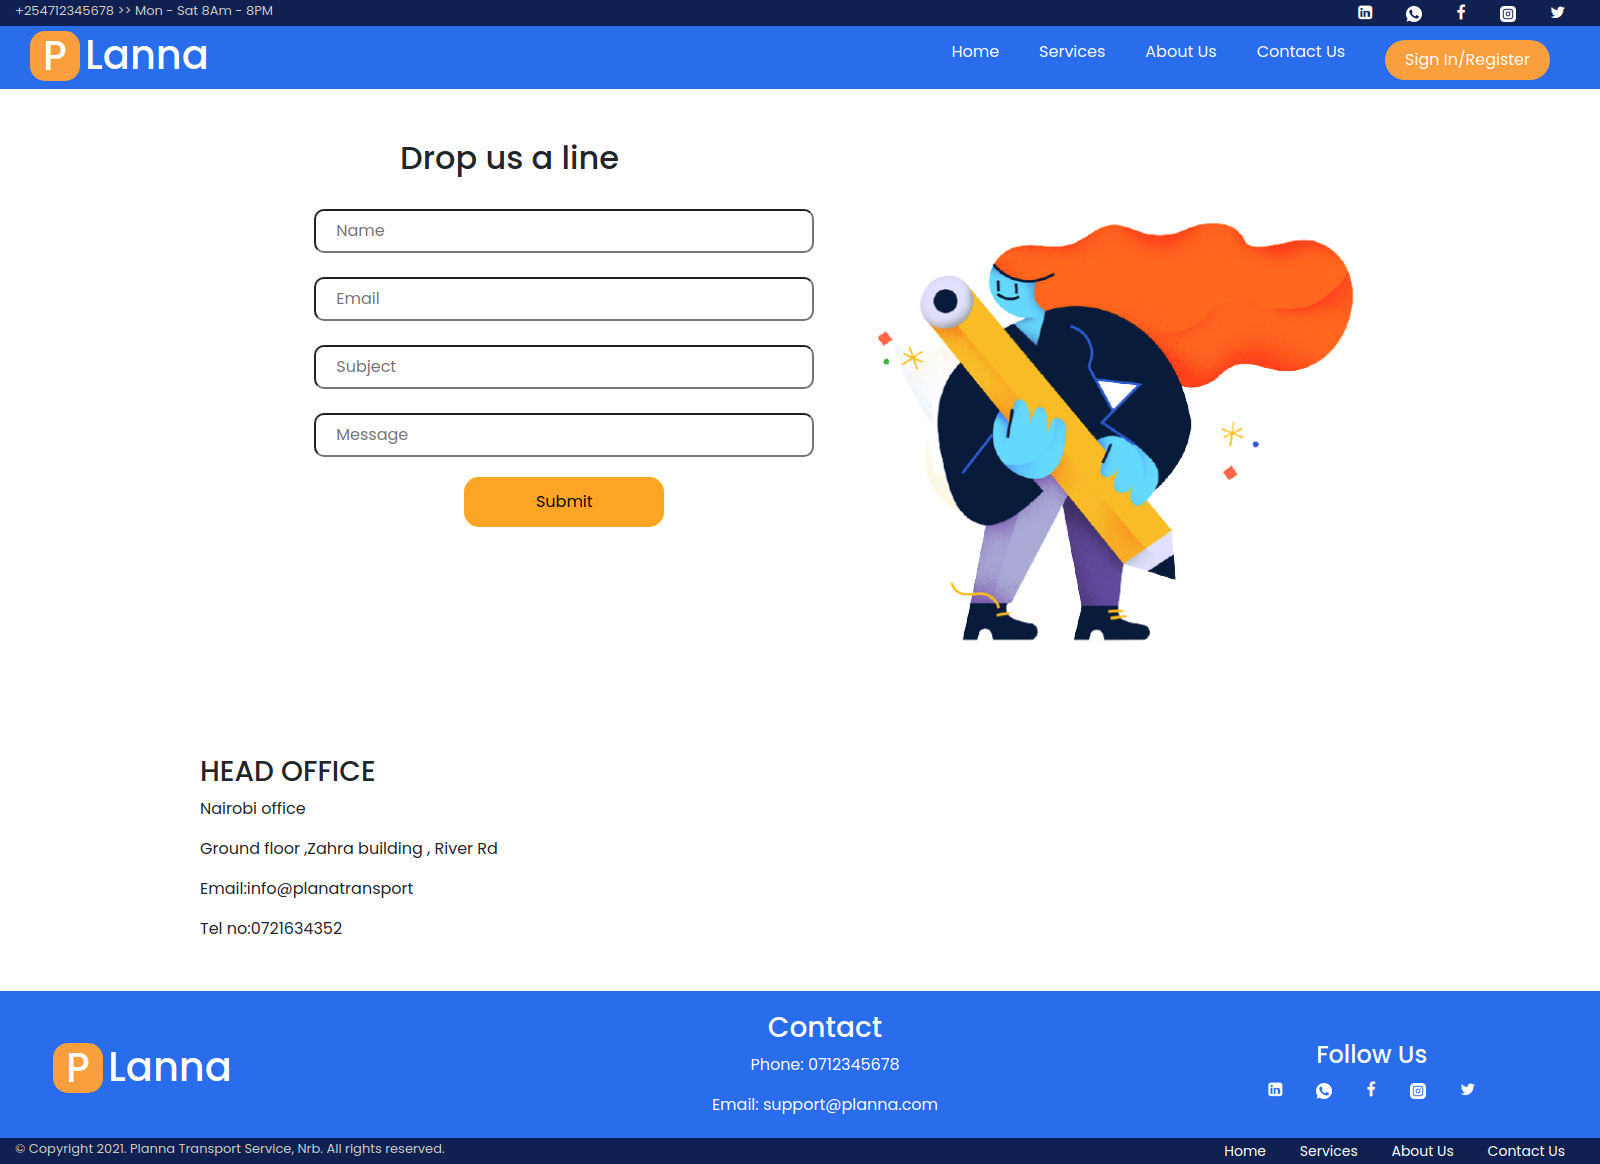 +254712345678 >> Mon - Sat 8Am - 8PM
P Lanna
Home Services About Us Contact Us Sign In/Register
Drop us a line
Name
Email
Subject
Message
Submit
HEAD OFFICE
Nairobi office
Ground floor ,Zahra building , River Rd
Email:info@planatransport
Tel no:0721634352
P Lanna
Contact
Phone: 0712345678
Email: support@planna.com
Follow Us
© Copyright 2021. Planna Transport Service, Nrb. All rights reserved.
Home Services About Us Contact Us